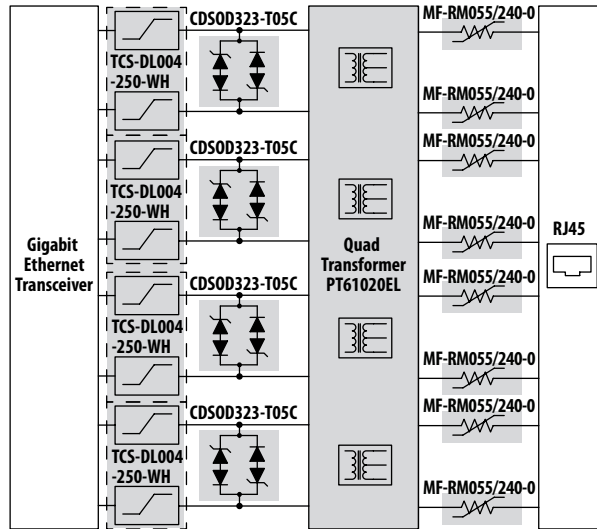 CDSOD323-T05C
MF-RM055/240-0
TCS-DL004
-250-WH
MF-RM055/240-0
CDSOD323-T05C
MF-RM055/240-0
TCS-DL004
-250-WH
MF-RM055/240-0
Gigabit
Ethernet
Transceiver
Quad
Transformer
PT61020EL
RJ45
CDSOD323-T05C
MF-RM055/240-0
TCS-DL004
-250-WH
MF-RM055/240-0
CDSOD323-T05C
MF-RM055/240-0
TCS-DL004
-250-WH
MF-RM055/240-0